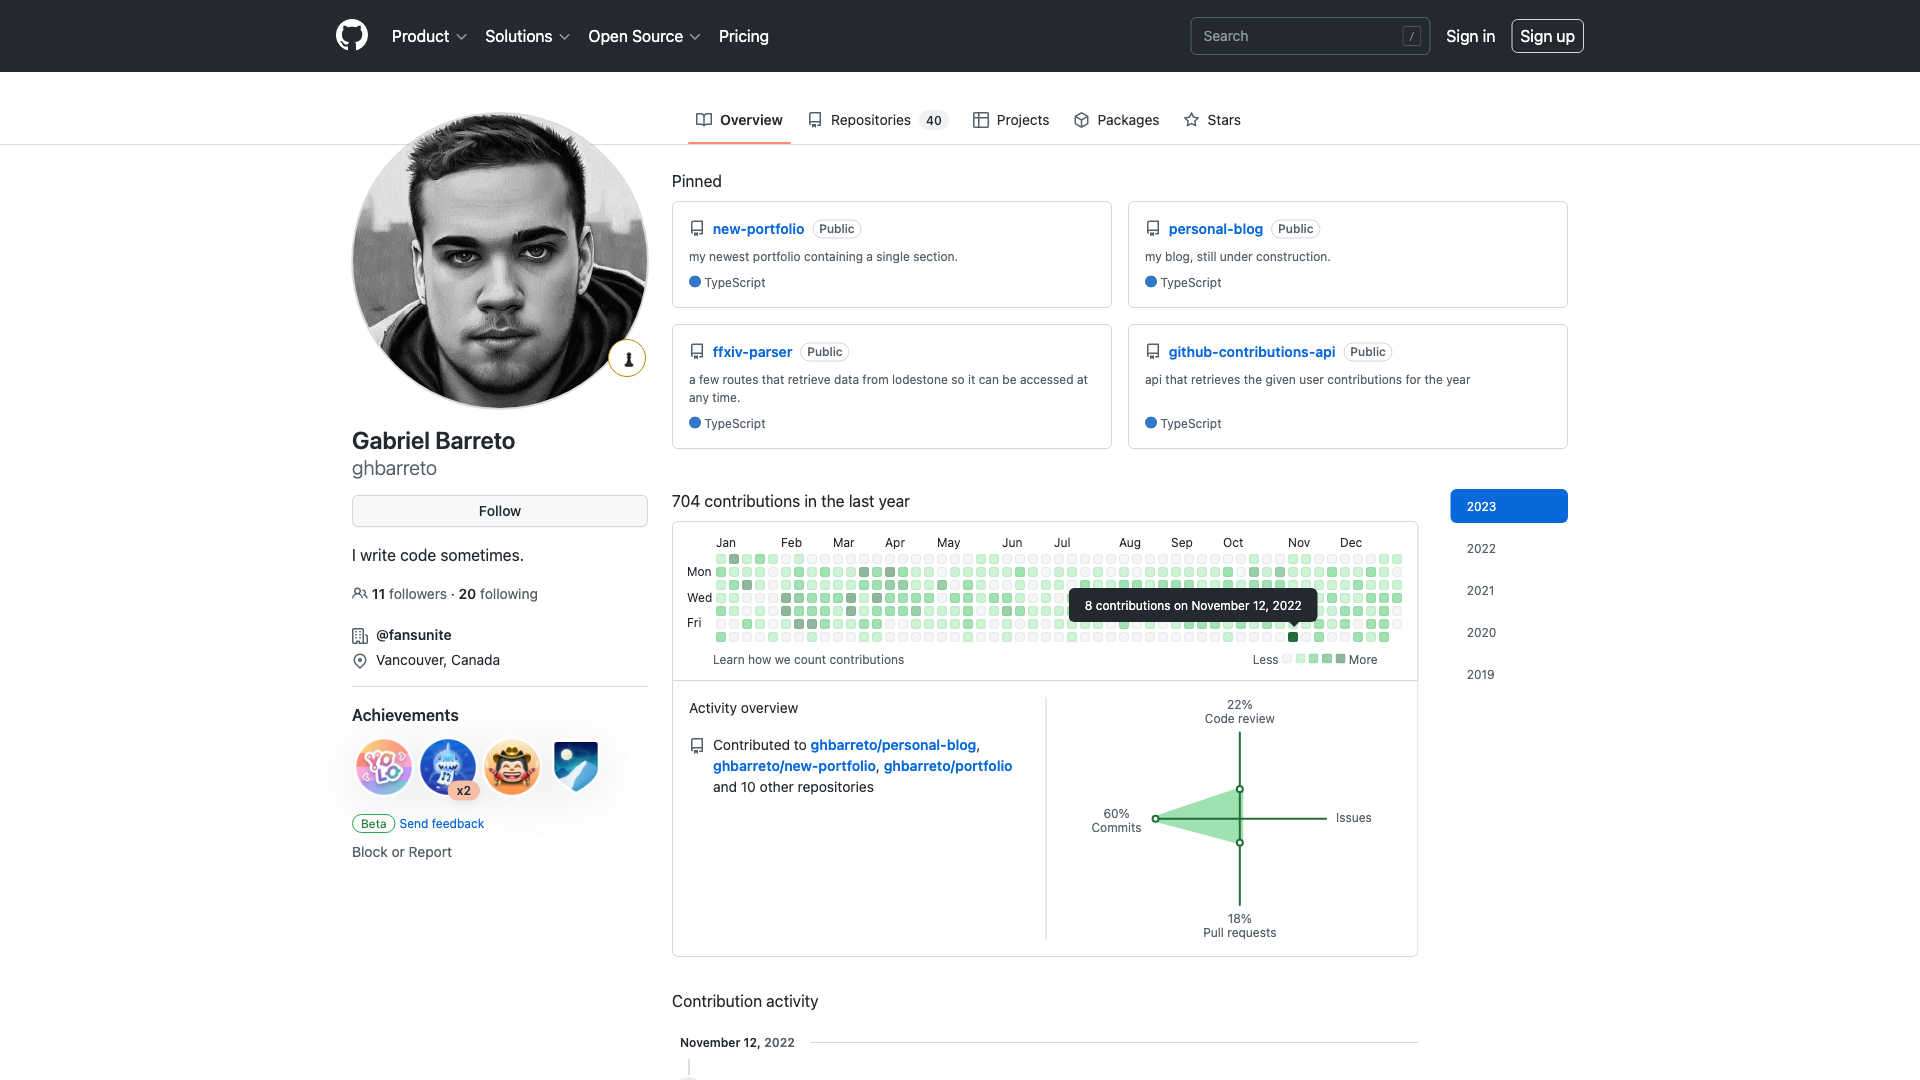 Product
Solutions
Open Source
Pricing
Search
/
Sign in
Sign up
Overview
Repositories 40
Projects
Packages
Stars
Gabriel Barreto
ghbarreto
Follow
I write code sometimes.
11 followers · 20 following
@fansunite
Vancouver, Canada
Achievements
YOLO
x2
Beta Send feedback
Block or Report
Pinned
new-portfolio Public
my newest portfolio containing a single section.
TypeScript
personal-blog Public
my blog, still under construction.
TypeScript
ffxiv-parser Public
a few routes that retrieve data from lodestone so it can be accessed at
any time.
TypeScript
github-contributions-api Public
api that retrieves the given user contributions for the year
TypeScript
704 contributions in the last year
Jan Feb Mar Apr May Jun Jul Aug Sep Oct Nov Dec
Mon
Wed
Fri
8 contributions on November 12, 2022
Learn how we count contributions
Less
More
2023
2022
2021
2020
2019
Activity overview
Contributed to ghbarreto/personal-blog,
ghbarreto/new-portfolio, ghbarreto/portfolio
and 10 other repositories
22%
Code review
60%
Commits
Issues
18%
Pull requests
Contribution activity
November 12, 2022